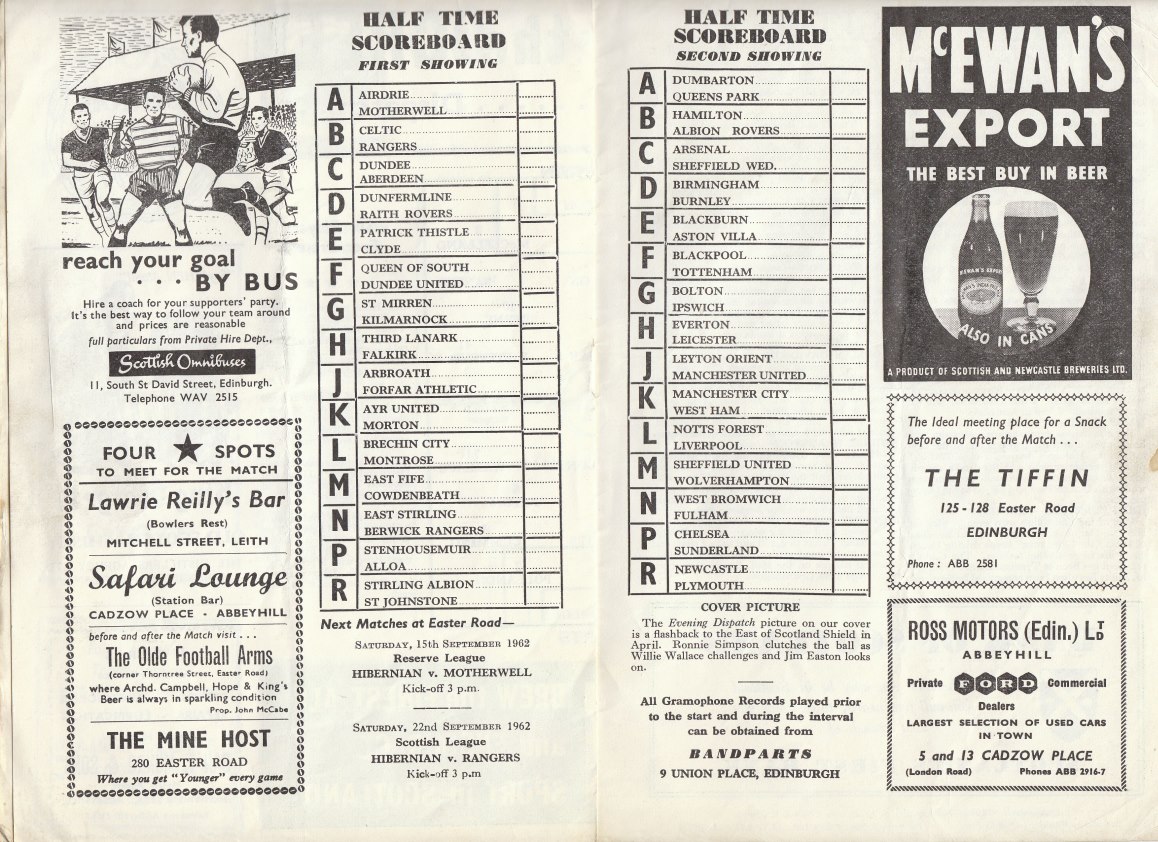 reach your goal
. . . BY BUS
Hire a coach for your supporters' party.
It's the best way to follow your team around
and prices are reasonable
full particulars from Private Hire Dept.,
Scottish Omnibuses
11, South St David Street, Edinburgh.
Telephone WAV 2515
FOUR ★ SPOTS
TO MEET FOR THE MATCH
Lawrie Reilly's Bar
(Bowlers Rest)
MITCHELL STREET, LEITH
Safari Lounge
(Station Bar)
CADZOW PLACE - ABBEYHILL
before and after the Match visit . . .
The Olde Football Arms
(corner Thorntree Street, Easter Road)
where Archd. Campbell, Hope & King's
Beer is always in sparkling condition
Prop. John McCabe
THE MINE HOST
280 EASTER ROAD
Where you get "Younger" every game
HALF TIME
SCOREBOARD
FIRST SHOWING
A AIRDRIE
MOTHERWELL
B CELTIC
RANGERS
C DUNDEE
ABERDEEN
D DUNFERMLINE
RAITH ROVERS
E PATRICK THISTLE
CLYDE
F QUEEN OF SOUTH
DUNDEE UNITED
G ST MIRREN
KILMARNOCK
H THIRD LANARK
FALKIRK
J ARBROATH
FORFAR ATHLETIC
K AYR UNITED
MORTON
L BRECHIN CITY
MONTROSE
M EAST FIFE
COWDENBEATH
N EAST STIRLING
BERWICK RANGERS
P STENHOUSEMUIR
ALLOA
R STIRLING ALBION
ST JOHNSTONE
Next Matches at Easter Road—
SATURDAY, 15th SEPTEMBER 1962
Reserve League
HIBERNIAN v. MOTHERWELL
Kick-off 3 p.m.
SATURDAY, 22nd SEPTEMBER 1962
Scottish League
HIBERNIAN v. RANGERS
Kick-off 3 p.m
HALF TIME
SCOREBOARD
SECOND SHOWING
A DUMBARTON
QUEENS PARK
B HAMILTON
ALBION ROVERS
C ARSENAL
SHEFFIELD WED.
D BIRMINGHAM
BURNLEY
E BLACKBURN
ASTON VILLA
F BLACKPOOL
TOTTENHAM
G BOLTON
IPSWICH
H EVERTON
LEICESTER
J LEYTON ORIENT
MANCHESTER UNITED
K MANCHESTER CITY
WEST HAM
L NOTTS FOREST
LIVERPOOL
M SHEFFIELD UNITED
WOLVERHAMPTON
N WEST BROMWICH
FULHAM
P CHELSEA
SUNDERLAND
R NEWCASTLE
PLYMOUTH
COVER PICTURE
The Evening Dispatch picture on our cover
is a flashback to the East of Scotland Shield in
April. Ronnie Simpson clutches the ball as
Willie Wallace challenges and Jim Easton looks
on.
All Gramophone Records played prior
to the start and during the interval
can be obtained from
BANDPARTS
9 UNION PLACE, EDINBURGH
McEWAN'S
EXPORT
THE BEST BUY IN BEER
ALSO IN CANS
A PRODUCT OF SCOTTISH AND NEWCASTLE BREWERIES LTD.
The Ideal meeting place for a Snack
before and after the Match . . .
THE TIFFIN
125 - 128 Easter Road
EDINBURGH
Phone : ABB 2581
ROSS MOTORS (Edin.) LTD
ABBEYHILL
Private FORD Commercial
Dealers
LARGEST SELECTION OF USED CARS
IN TOWN
5 and 13 CADZOW PLACE
(London Road) Phones ABB 2916-7